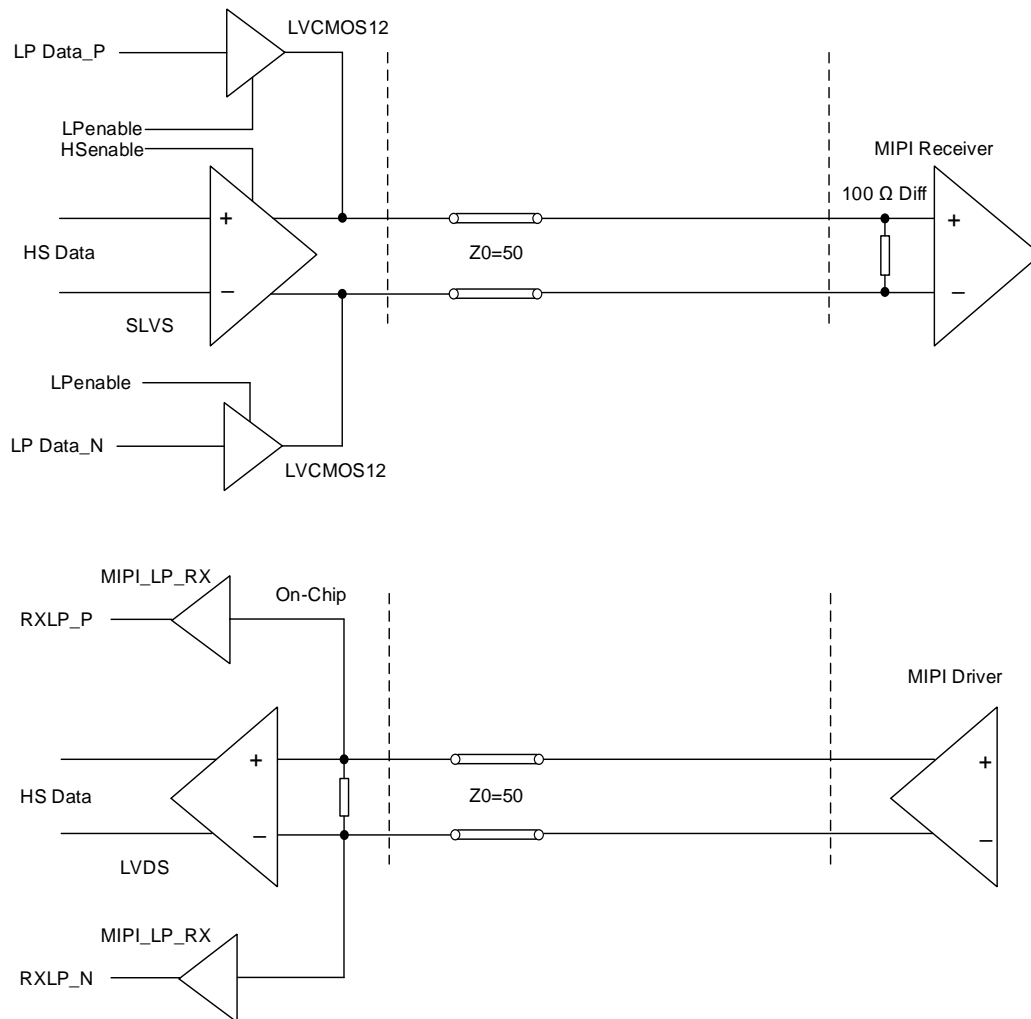 LVCMOS12
LP Data_P
LPenable
HSenable
MIPI Receiver
100 Ω Diff
+
+
HS Data
Z0=50
−
−
SLVS
LPenable
LP Data_N
LVCMOS12
MIPI_LP_RX
On-Chip
RXLP_P
MIPI Driver
+
+
HS Data
Z0=50
−
−
LVDS
MIPI_LP_RX
RXLP_N